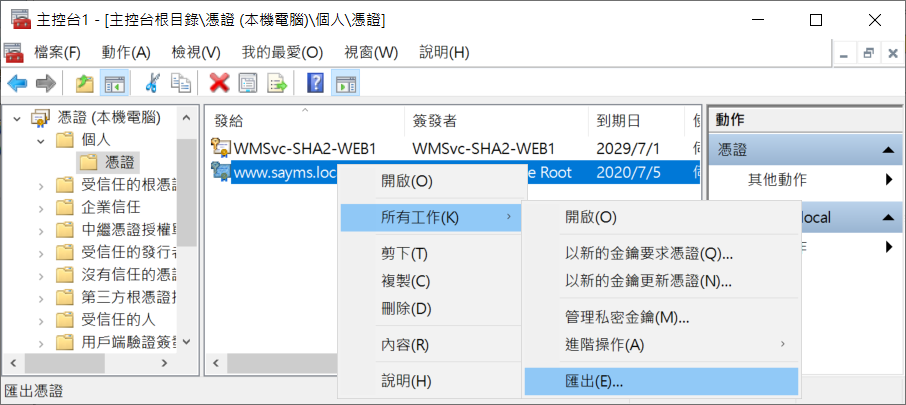 主控台1 - [主控台根目錄\憑證 (本機電腦)\個人\憑證]
檔案(F) 動作(A) 檢視(V) 我的最愛(O) 視窗(W) 說明(H)
憑證 (本機電腦)
個人
憑證
受信任的根憑
企業信任
中繼憑證授權
受信任的發行者
沒有信任的憑
第三方根憑證
受信任的人
用戶端驗證簽
發給 簽發者 到期日
WMSvc-SHA2-WEB1 WMSvc-SHA2-WEB1 2029/7/1
www.sayms.loc e Root 2020/7/5
動作
憑證
其他動作
local
作
開啟(O)
所有工作(K)
剪下(T)
複製(C)
刪除(D)
內容(R)
說明(H)
開啟(O)
以新的金鑰要求憑證(Q)...
以新的金鑰更新憑證(N)...
管理私密金鑰(M)...
進階操作(A)
匯出(E)...
匯出憑證